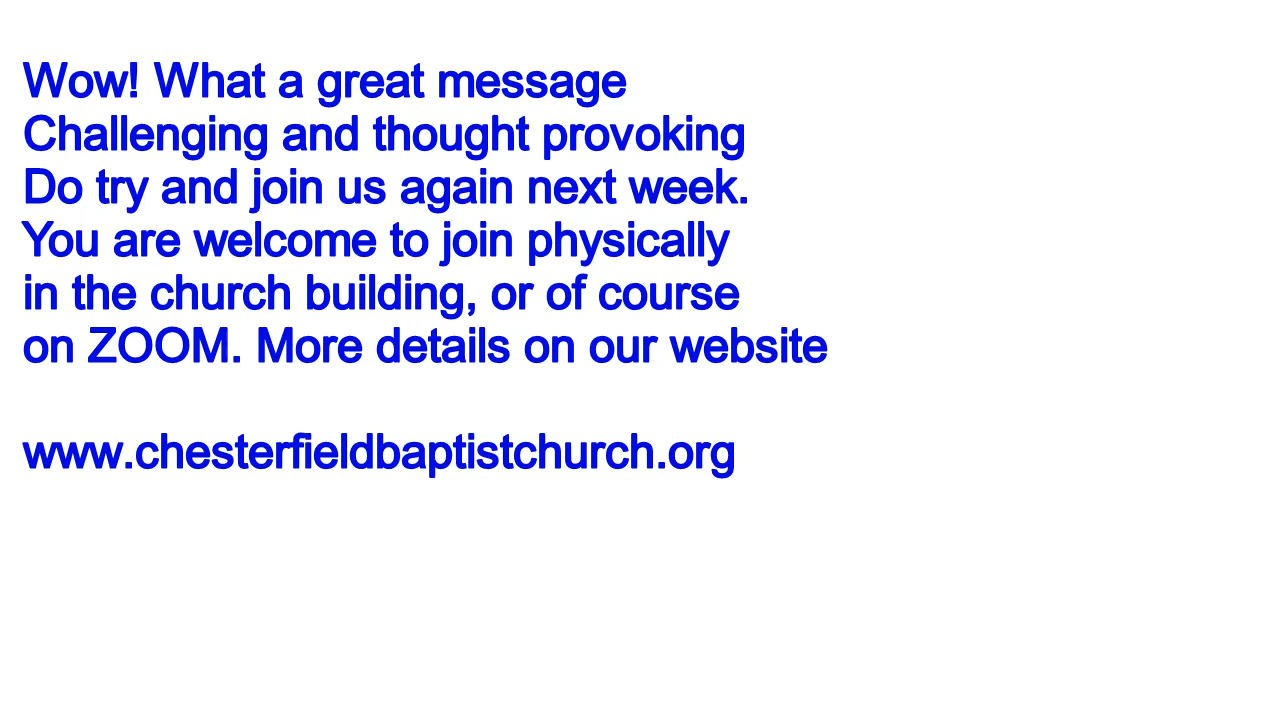 Wow! What a great message
Challenging and thought provoking
Do try and join us again next week.
You are welcome to join physically
in the church building, or of course
on ZOOM. More details on our website
www.chesterfieldbaptistchurch.org